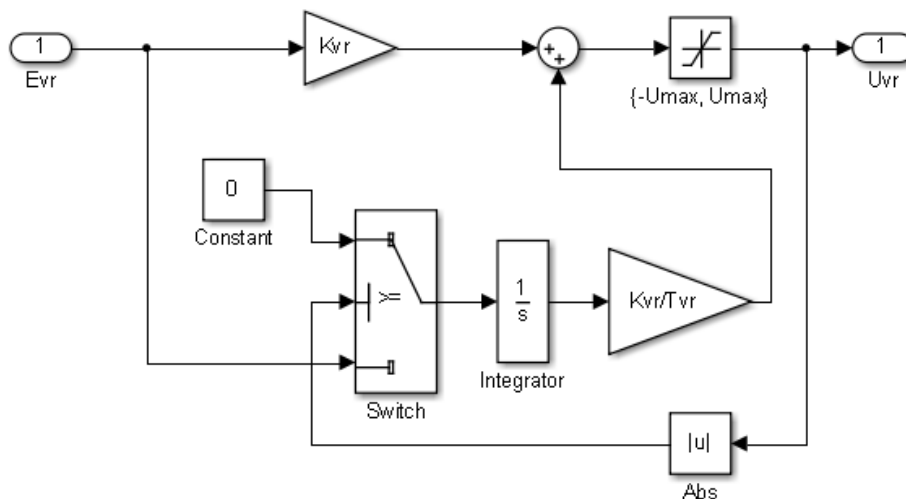 1
Evr
Kvr
+
+
{-Umax, Umax}
1
Uvr
0
Constant
>=
Switch
1
s
Integrator
Kvr/Tvr
|u|
Abs